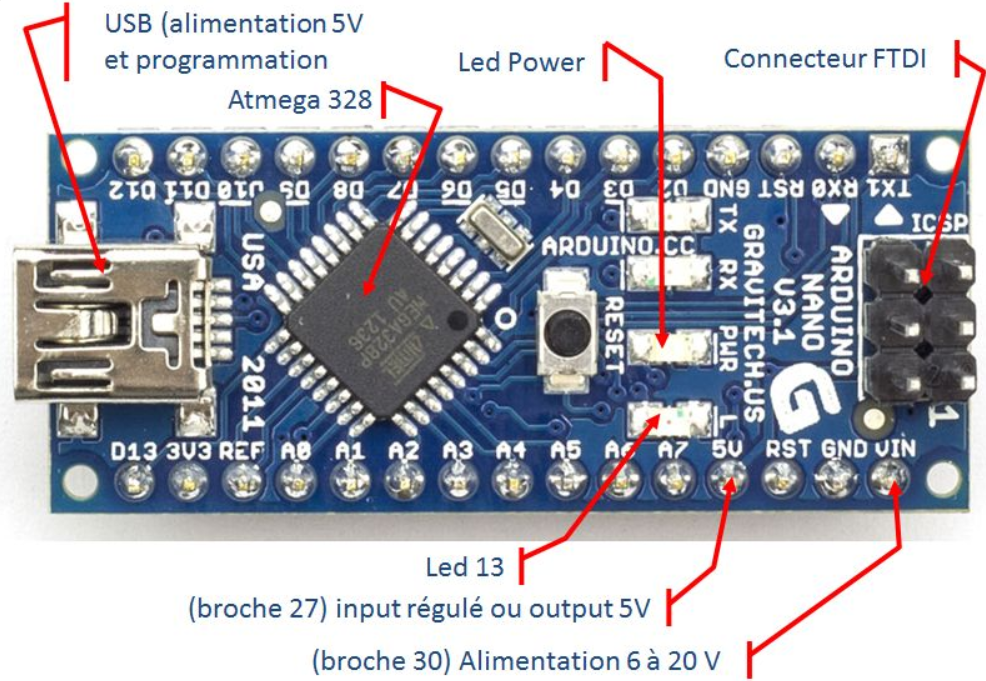 USB (alimentation 5V
et programmation
Led Power
Connecteur FTDI
Atmega 328
D12 D11 D10 D9 D8 D7 D6 D5 D4 D3 D2 GND RST RX0 TX1
ICSP
TX
RX
PWR
L
ARDUINO.CC
RESET
GRAVITECH.US
ARDUINO
NANO
V3.1
USA
2011
ATMEL
MEGA328P
AU 1236
G
1
D13 3V3 REF A0 A1 A2 A3 A4 A5 A6 A7 5V RST GND VIN
Led 13
(broche 27) input régulé ou output 5V
(broche 30) Alimentation 6 à 20 V